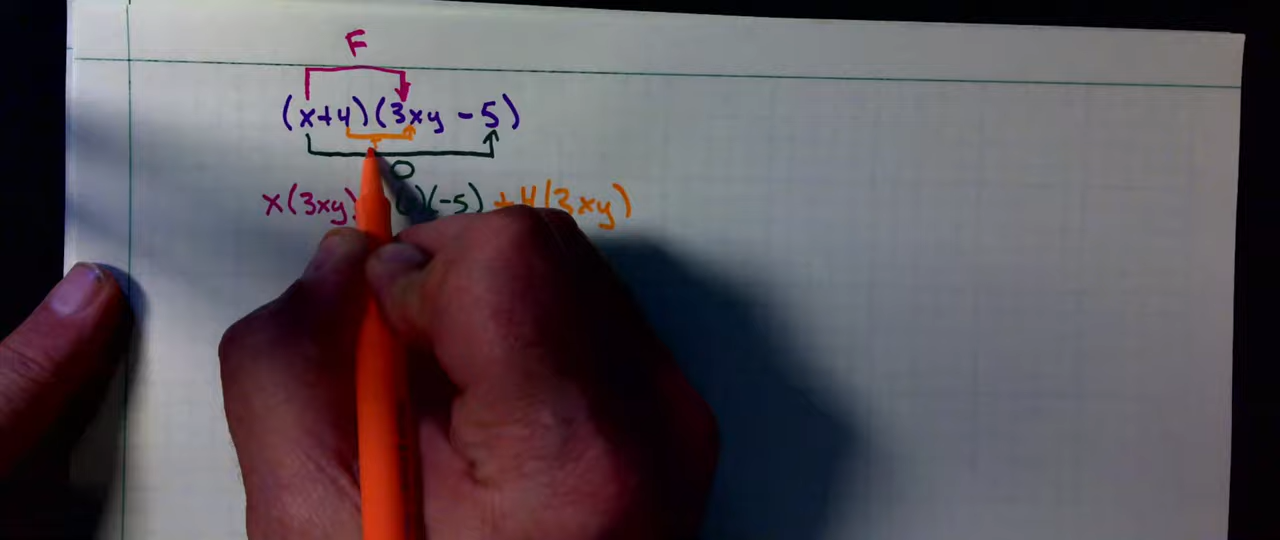 F
(x+4)(3xy - 5)
O
x(3xy) (-5) + 4(3xy)